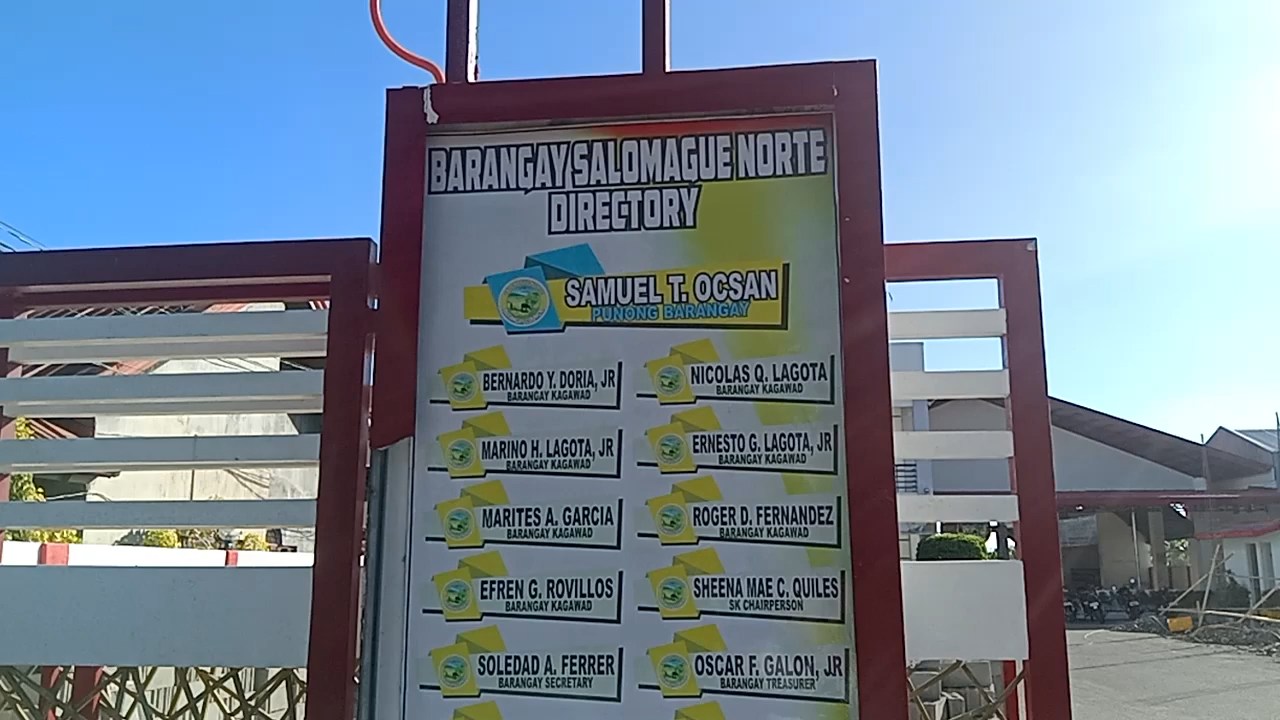 BARANGAY SALOMAGUE NORTE
DIRECTORY
SAMUEL T. OCSAN
PUNONG BARANGAY
BERNARDO Y. DORIA, JR
BARANGAY KAGAWAD
NICOLAS Q. LAGOTA
BARANGAY KAGAWAD
MARINO H. LAGOTA, JR
BARANGAY KAGAWAD
ERNESTO G. LAGOTA, JR
BARANGAY KAGAWAD
MARITES A. GARCIA
BARANGAY KAGAWAD
ROGER D. FERNANDEZ
BARANGAY KAGAWAD
EFREN G. ROVILLOS
BARANGAY KAGAWAD
SHEENA MAE C. QUILES
SK CHAIRPERSON
SOLEDAD A. FERRER
BARANGAY SECRETARY
OSCAR F. GALON, JR
BARANGAY TREASURER